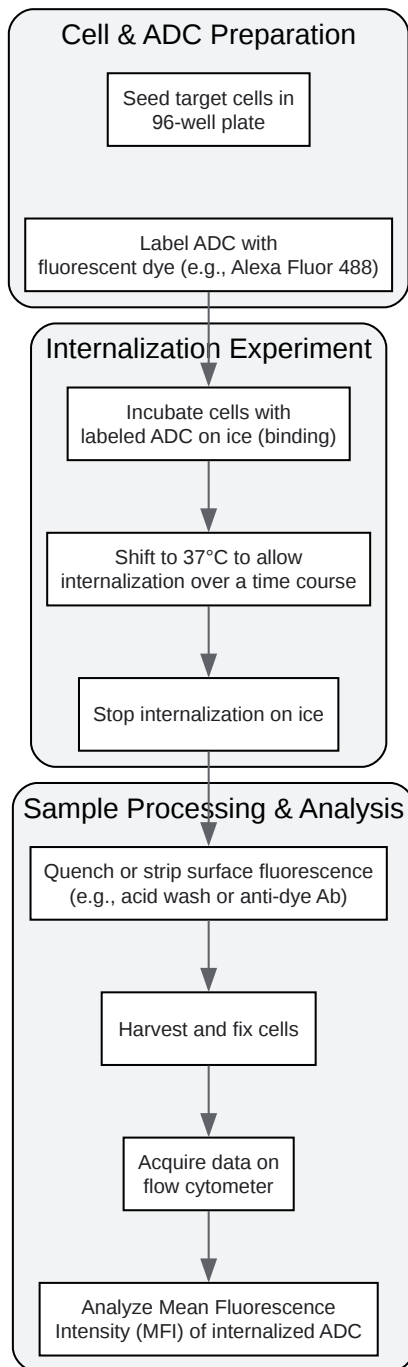 Cell & ADC Preparation
Seed target cells in
96-well plate
Label ADC with
fluorescent dye (e.g., Alexa Fluor 488)
Internalization Experiment
Incubate cells with
labeled ADC on ice (binding)
Shift to 37°C to allow
internalization over a time course
Stop internalization on ice
Sample Processing & Analysis
Quench or strip surface fluorescence
(e.g., acid wash or anti-dye Ab)
Harvest and fix cells
Acquire data on
flow cytometer
Analyze Mean Fluorescence
Intensity (MFI) of internalized ADC